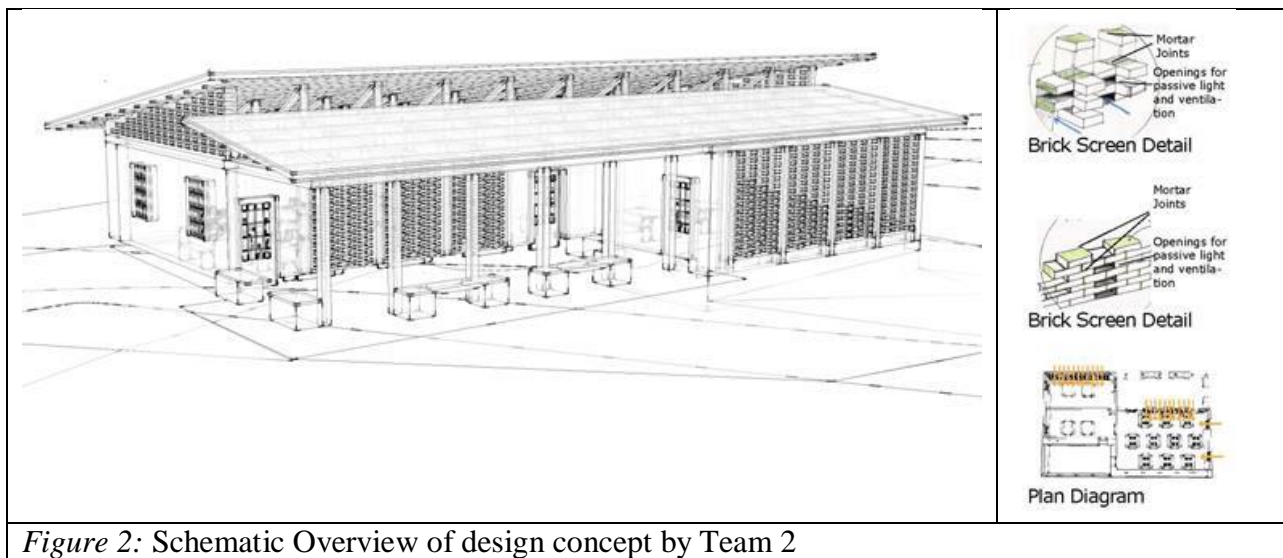 Mortar
Joints
Openings for
passive light
and ventila-
tion
Brick Screen Detail
Mortar
Joints
Openings for
passive light
and ventila-
tion
Brick Screen Detail
Plan Diagram
Figure 2: Schematic Overview of design concept by Team 2